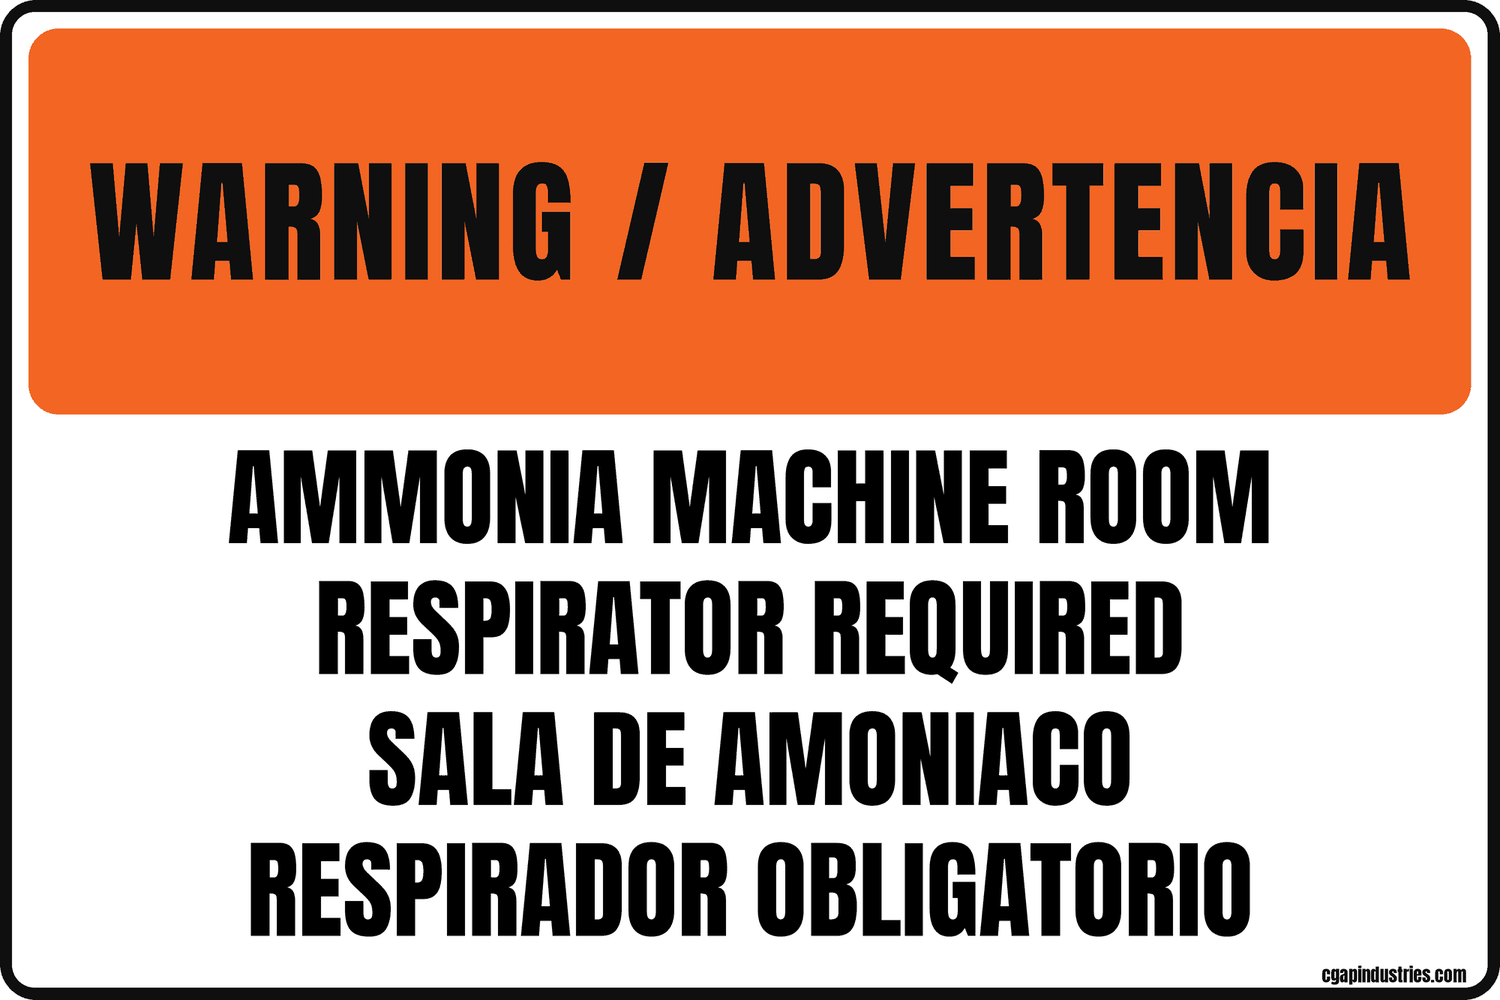 WARNING / ADVERTENCIA
AMMONIA MACHINE ROOM
RESPIRATOR REQUIRED
SALA DE AMONIACO
RESPIRADOR OBLIGATORIO
cgapindustries.com